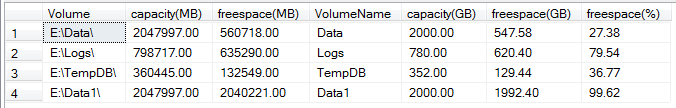 Volume capacity(MB) freespace(MB) VolumeName capacity(GB) freespace(GB) freespace(%)
1 E:\Data\ 2047997.00 560718.00 Data 2000.00 547.58 27.38
2 E:\Logs\ 798717.00 635290.00 Logs 780.00 620.40 79.54
3 E:\TempDB\ 360445.00 132549.00 TempDB 352.00 129.44 36.77
4 E:\Data1\ 2047997.00 2040221.00 Data1 2000.00 1992.40 99.62